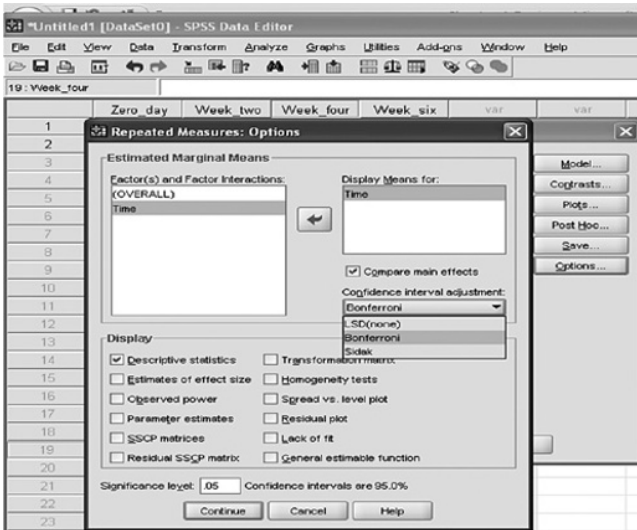 *Untitled1 [DataSet0] - SPSS Data Editor
File Edit View Data Transform Analyze Graphs Utilities Add-ons Window Help
19 : Week_four
Zero_day Week_two Week_four Week_six var var
1
2
3
4
5
6
7
8
9
10
11
12
13
14
15
16
17
18
19
20
21
22
23
Repeated Measures: Options
Estimated Marginal Means
Factor(s) and Factor Interactions:
(OVERALL)
Time
Display Means for:
Time
Compare main effects
Confidence interval adjustment:
Bonferroni
LSD(none)
Bonferroni
Sidak
Display
Descriptive statistics
Transformation matrix
Estimates of effect size
Homogeneity tests
Observed power
Spread vs. level plot
Parameter estimates
Residual plot
SSCP matrices
Lack of fit
Residual SSCP matrix
General estimable function
Significance level: .05 Confidence intervals are 95.0%
Continue Cancel Help
Model...
Contrasts...
Plots...
Post Hoc...
Save...
Options...